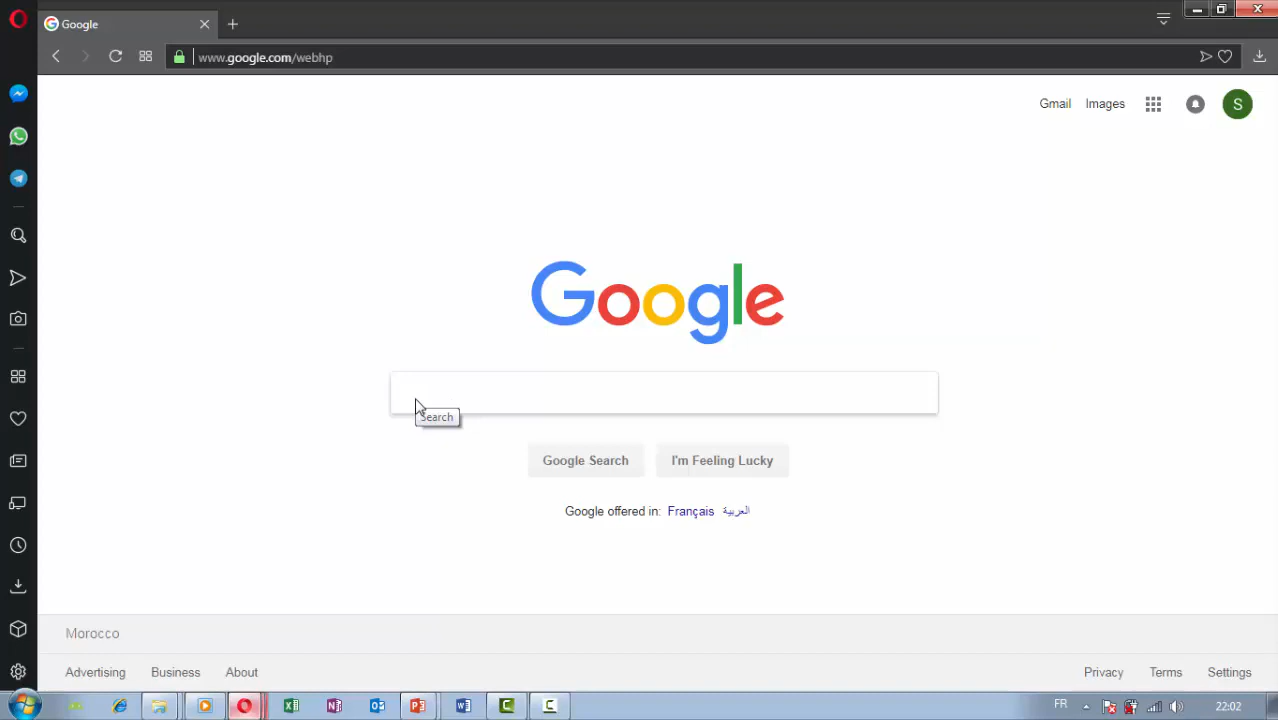 Google
www.google.com/webhp
Gmail Images S
Google
Search
Google Search I'm Feeling Lucky
Google offered in: Français العربية
Morocco
Advertising Business About Privacy Terms Settings
FR 22:02